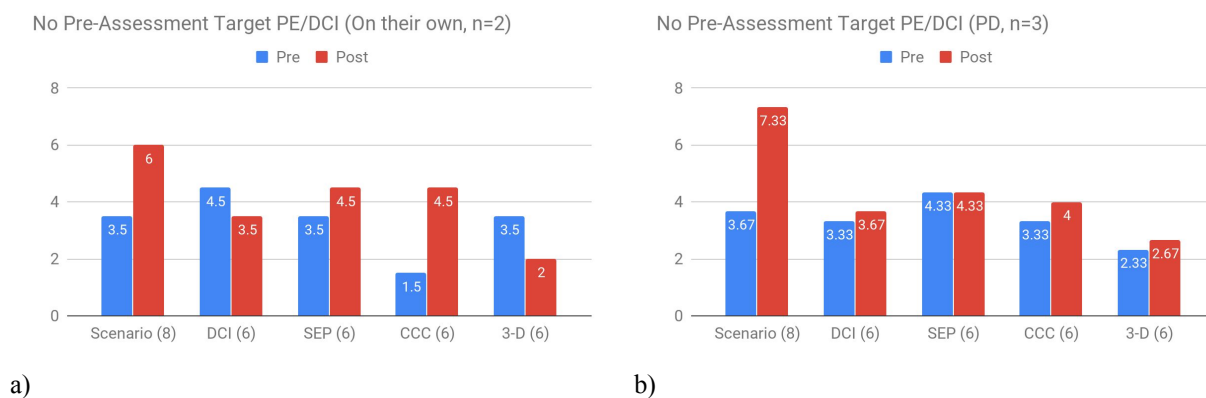 No Pre-Assessment Target PE/DCI (On their own, n=2)
Pre Post
8
6
4
2
0
3.5 6
4.5 3.5
3.5 4.5
1.5 4.5
3.5 2
Scenario (8) DCI (6) SEP (6) CCC (6) 3-D (6)
a)
No Pre-Assessment Target PE/DCI (PD, n=3)
Pre Post
8
6
4
2
0
3.67 7.33
3.33 3.67
4.33 4.33
3.33 4
2.33 2.67
Scenario (8) DCI (6) SEP (6) CCC (6) 3-D (6)
b)